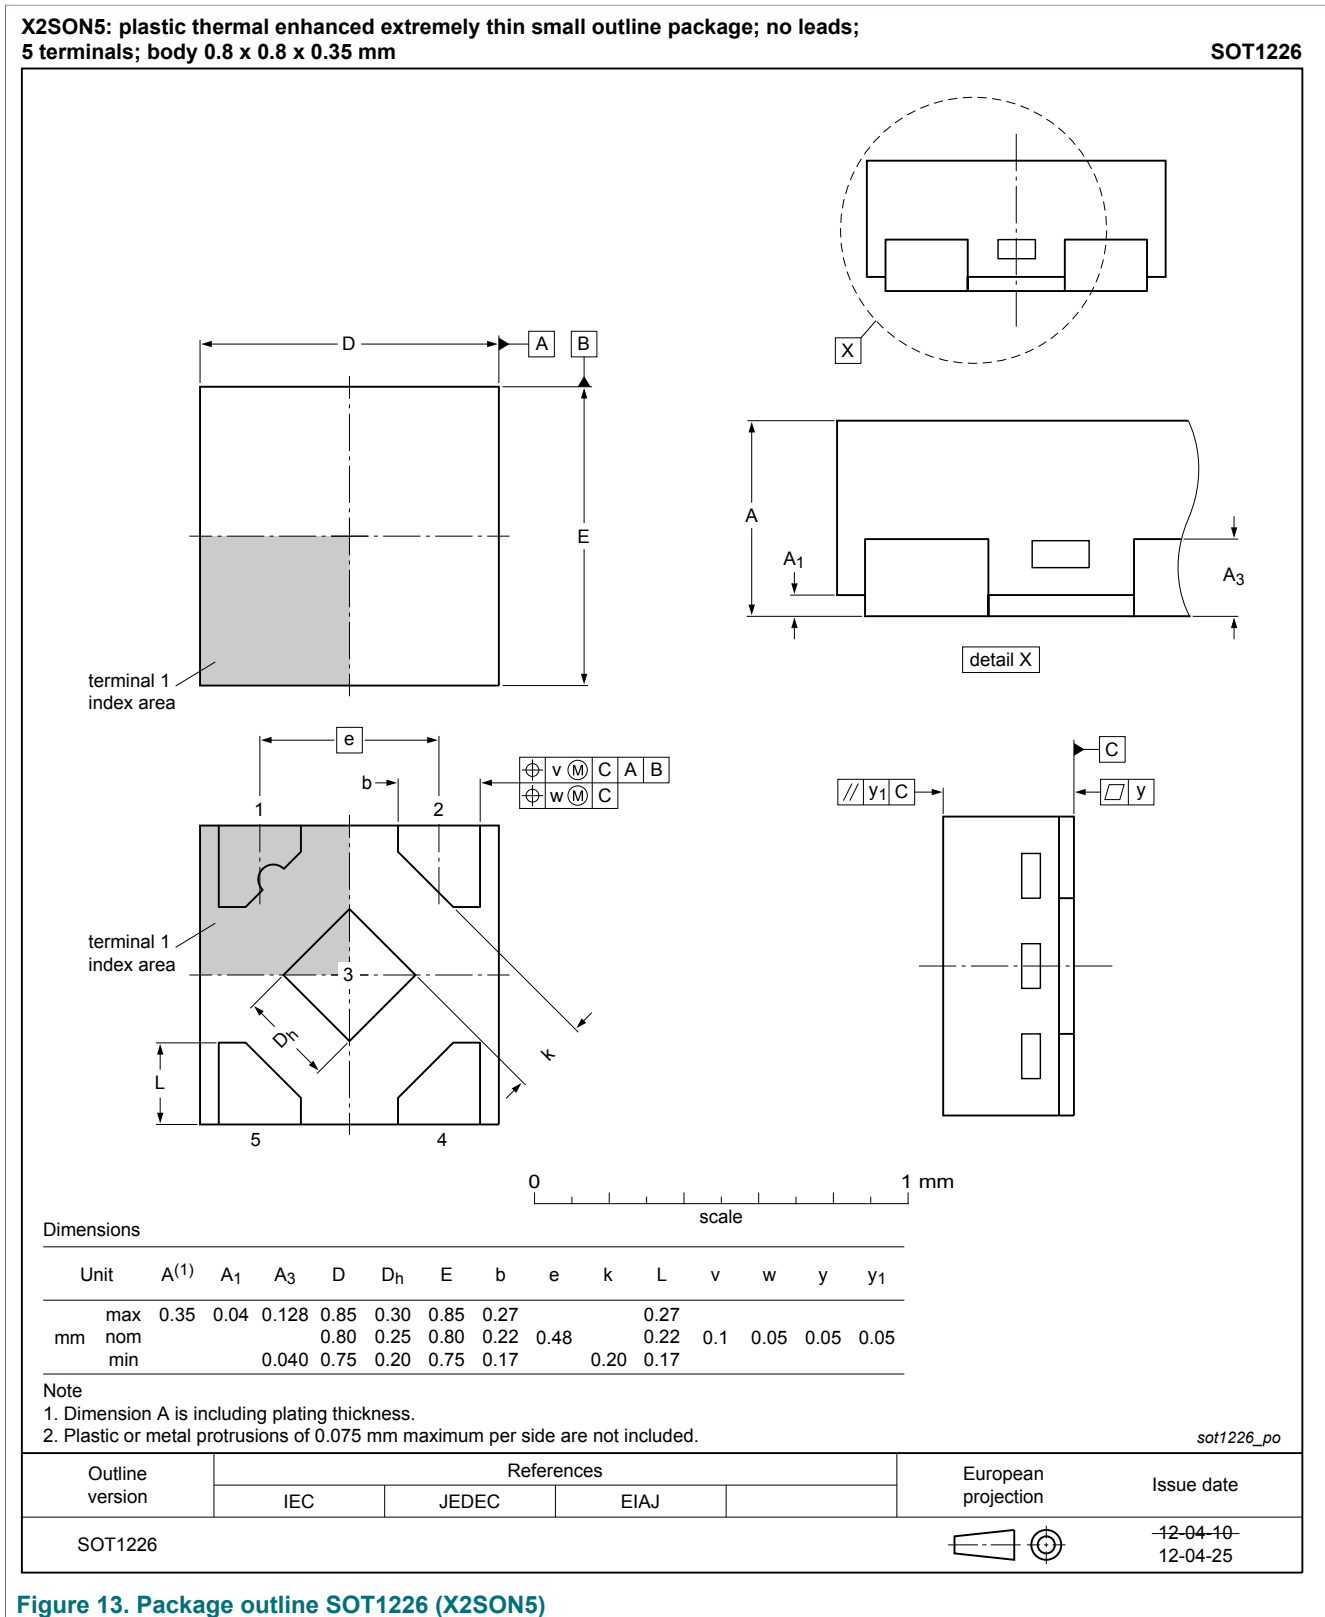 X2SON5: plastic thermal enhanced extremely thin small outline package; no leads;
5 terminals; body 0.8 x 0.8 x 0.35 mm
SOT1226
X
D
A
B
E
terminal 1
index area
A
A1
A3
detail X
e
b
v M C A B
w M C
1
2
terminal 1
index area
3
Dh
k
L
5
4
// y1 C
C
y
0
1 mm
scale
Dimensions
Unit A(1) A1 A3 D Dh E b e k L v w y y1
max 0.35 0.04 0.128 0.85 0.30 0.85 0.27 0.27
mm nom 0.80 0.25 0.80 0.22 0.48 0.22 0.1 0.05 0.05 0.05
min 0.040 0.75 0.20 0.75 0.17 0.20 0.17
Note
1. Dimension A is including plating thickness.
2. Plastic or metal protrusions of 0.075 mm maximum per side are not included.
sot1226_po
Outline
version
References
IEC JEDEC EIAJ
European
projection
Issue date
SOT1226
12-04-10
12-04-25
Figure 13. Package outline SOT1226 (X2SON5)